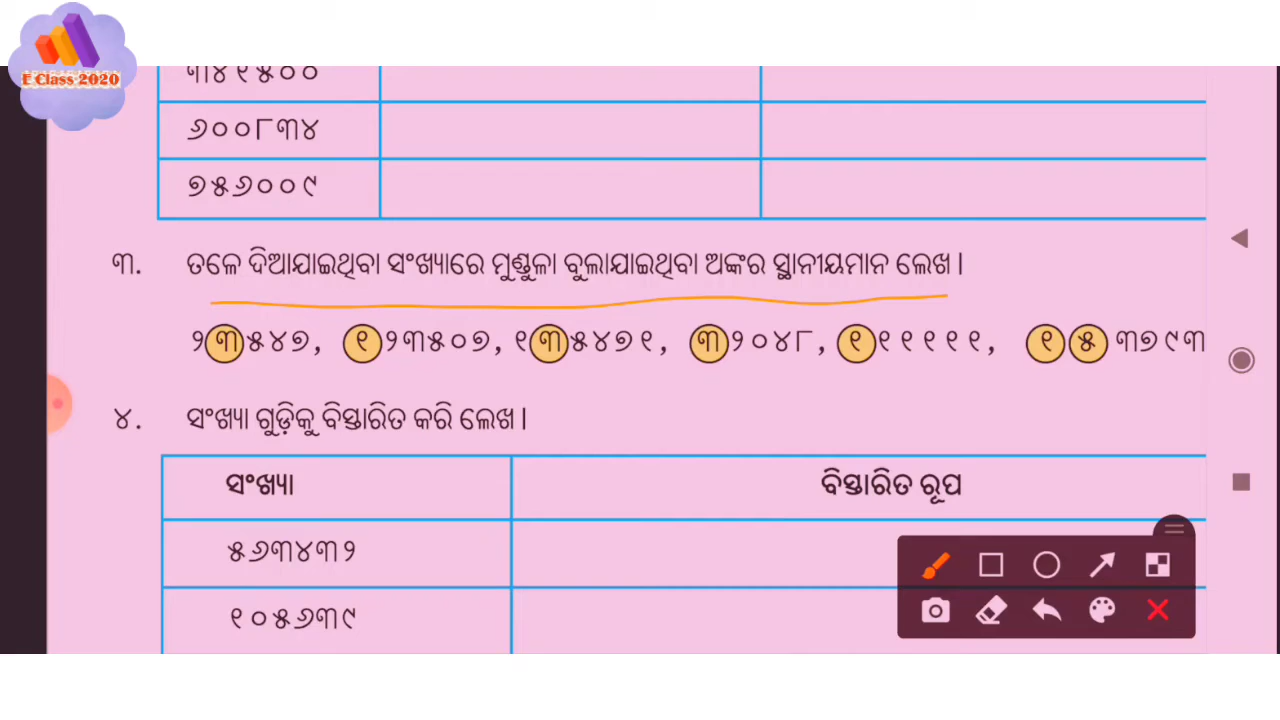 E Class 2020
୩୪୧୫୦୦
୬୦୦୮୩୪
୭୫୬୦୦୯
୩. ତଳେ ଦିଆଯାଇଥିବା ସଂଖ୍ୟାରେ ମୁଣ୍ଡୁଳା ବୁଲାଯାଇଥିବା ଅଙ୍କର ସ୍ଥାନୀୟମାନ ଲେଖ।
୨୩୫୪୭, ୧୨୩୫୦୭, ୧୩୫୪୭୧, ୩୨୦୪୮, ୧୧୧୧୧୧, ୧୫୩୭୯୩
୪. ସଂଖ୍ୟା ଗୁଡ଼ିକୁ ବିସ୍ତାରିତ କରି ଲେଖ।
ସଂଖ୍ୟା ବିସ୍ତାରିତ ରୂପ
୫୬୩୪୩୨
୧୦୫୬୩୯